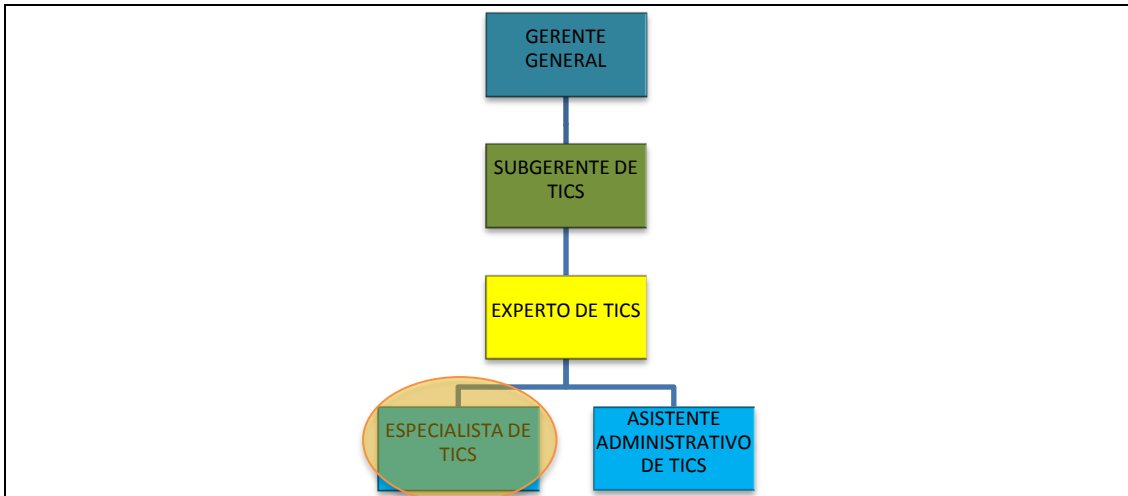 GERENTE
GENERAL
SUBGERENTE DE
TICS
EXPERTO DE TICS
ESPECIALISTA DE
TICS
ASISTENTE
ADMINISTRATIVO
DE TICS